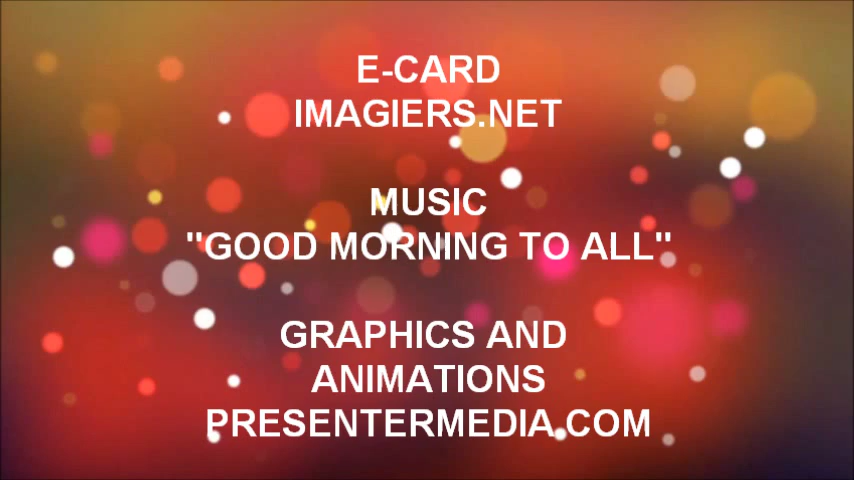 E-CARD
IMAGIERS.NET
MUSIC
"GOOD MORNING TO ALL"
GRAPHICS AND
ANIMATIONS
PRESENTERMEDIA.COM